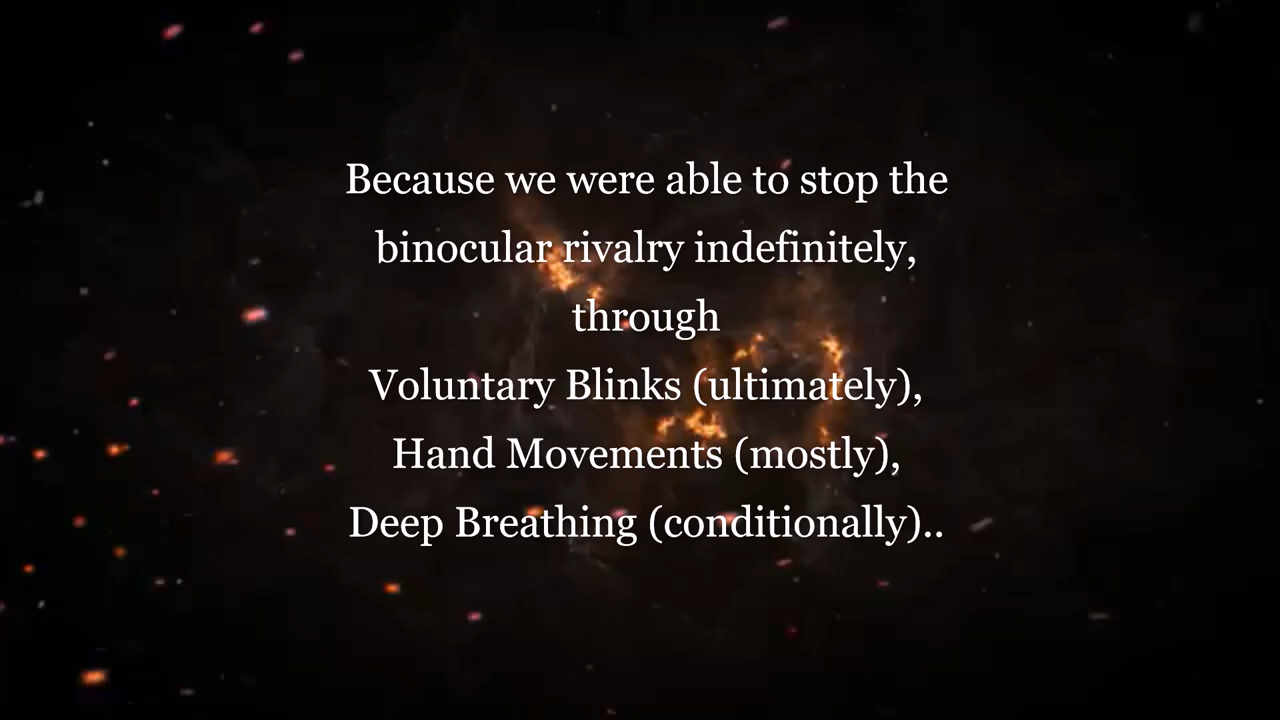 Because we were able to stop the
binocular rivalry indefinitely,
through
Voluntary Blinks (ultimately),
Hand Movements (mostly),
Deep Breathing (conditionally)..